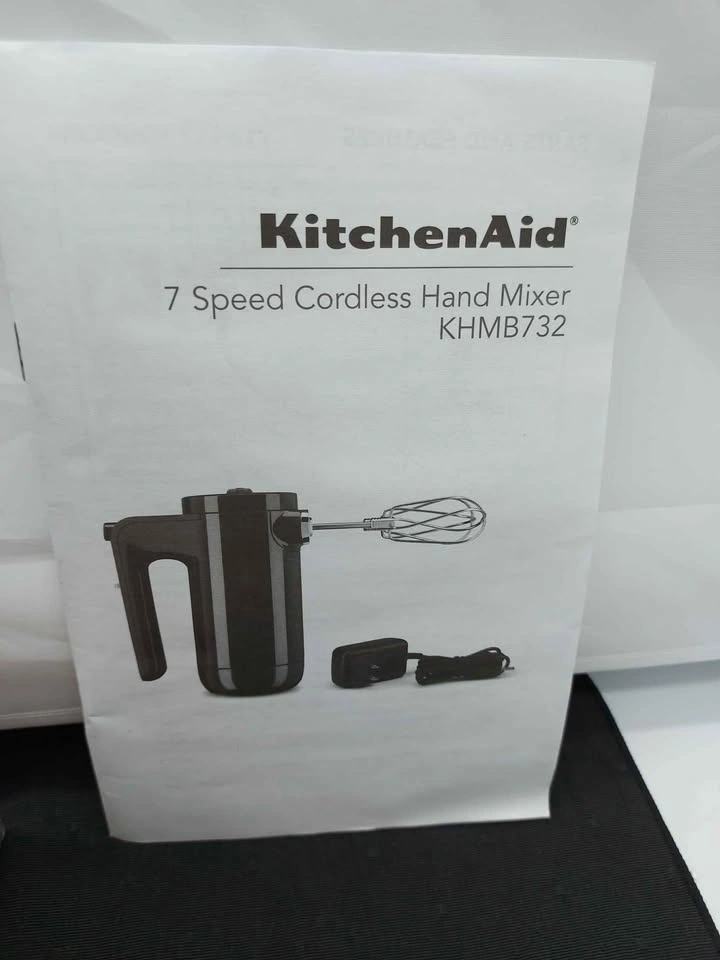 KitchenAid®
7 Speed Cordless Hand Mixer
KHMB732